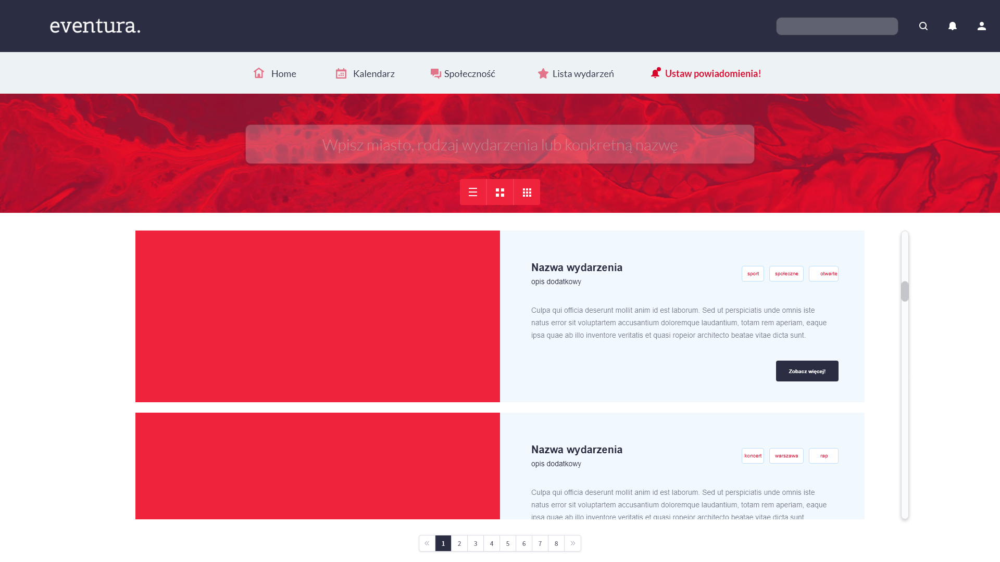 eventura.
Home
Kalendarz
Społeczność
Lista wydarzeń
Ustaw powiadomienia!
Wpisz miasto, rodzaj wydarzenia lub konkretną nazwę
Nazwa wydarzenia
opis dodatkowy
sport
społeczne
otwarte
Culpa qui officia deserunt mollit anim id est laborum. Sed ut perspiciatis unde omnis iste
natus error sit voluptartem accusantium doloremque laudantium, totam rem aperiam, eaque
ipsa quae ab illo inventore veritatis et quasi ropeior architecto beatae vitae dicta sunt.
Zobacz więcej!
Nazwa wydarzenia
opis dodatkowy
koncert
warszawa
rap
Culpa qui officia deserunt mollit anim id est laborum. Sed ut perspiciatis unde omnis iste
natus error sit voluptartem accusantium doloremque laudantium, totam rem aperiam, eaque
ipsa quae ab illo inventore veritatis et quasi ropeior architecto beatae vitae dicta sunt
« 1 2 3 4 5 6 7 8 »